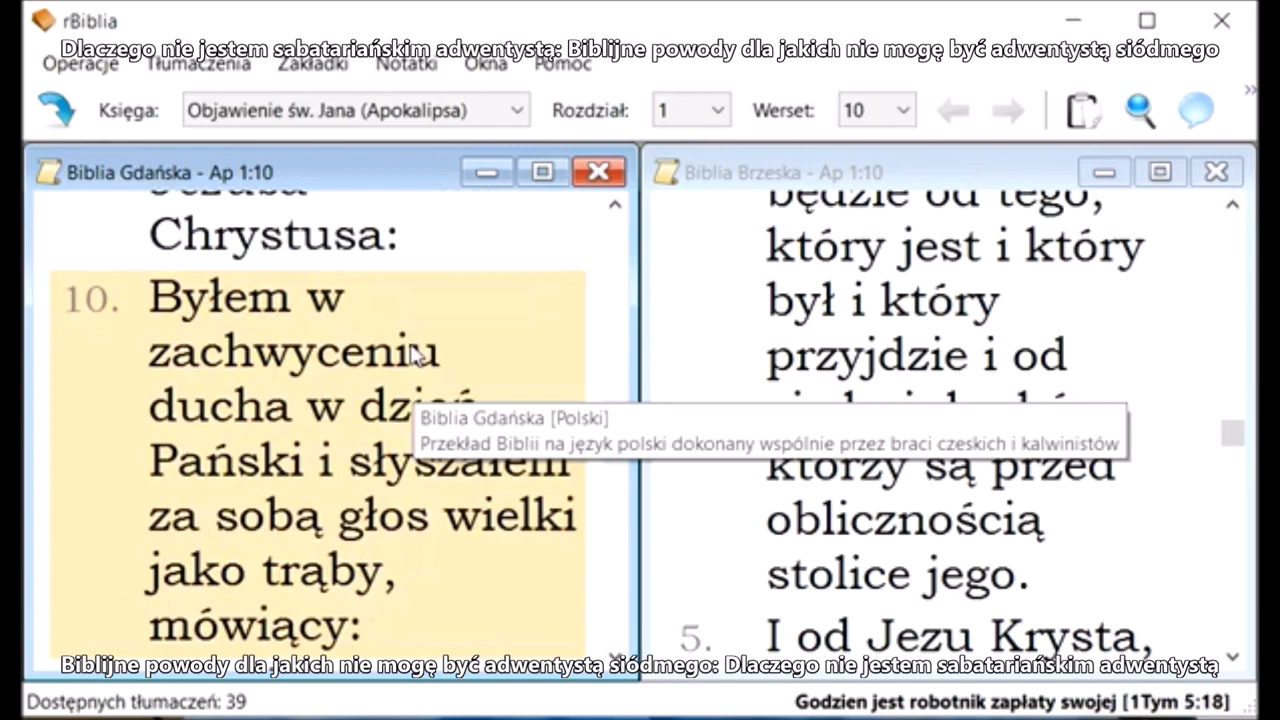 rBiblia
Dlaczego nie jestem sabatariańskim adwentystą: Biblijne powody dla jakich nie mogę być adwentystą siódmego
Operacje Tłumaczenia Zakładki Notatki Okna Pomoc
Księga: Objawienie św. Jana (Apokalipsa) Rozdział: 1 Werset: 10
Biblia Gdańska - Ap 1:10
Chrystusa:
10. Byłem w
zachwyceniu
ducha w dzień
Pański i słyszałem
za sobą głos wielki
jako trąby,
mówiący:
Biblia Gdańska [Polski]
Przekład Biblii na język polski dokonany wspólnie przez braci czeskich i kalwinistów
Biblia Brzeska - Ap 1:10
będzie od tego,
który jest i który
był i który
przyjdzie i od
którzy są przed
oblicznością
stolice jego.
5. I od Jezu Krysta,
Biblijne powody dla jakich nie mogę być adwentystą siódmego: Dlaczego nie jestem sabatariańskim adwentystą
Dostępnych tłumaczeń: 39
Godzien jest robotnik zapłaty swojej [1Tym 5:18]